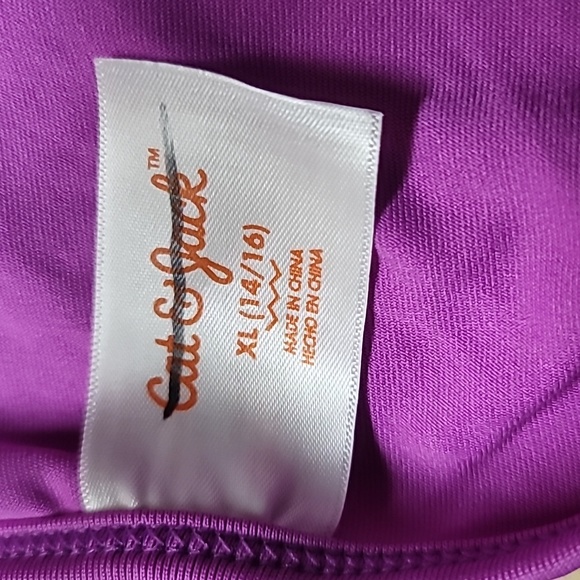 Cat & Jack™
XL (14/16)
MADE IN CHINA
HECHO EN CHINA